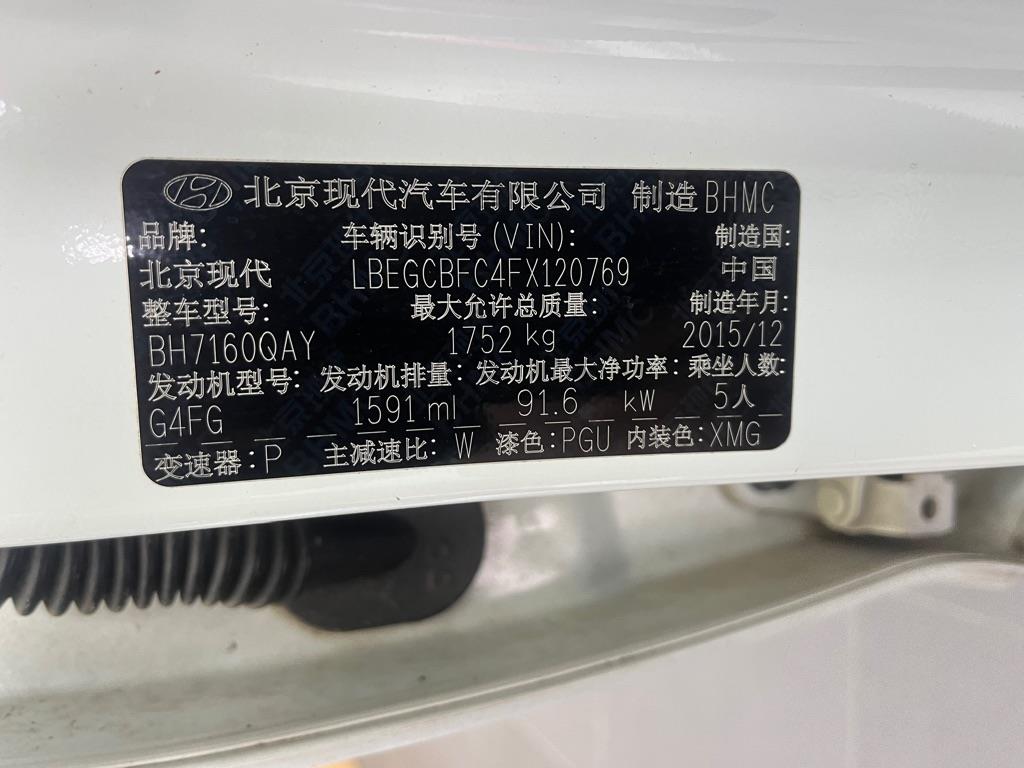 北京现代汽车有限公司 制造 BHMC
品牌: 车辆识别号 (VIN): 制造国:
北京现代 LBEGCBFC4FX120769 中国
整车型号: 最大允许总质量: 制造年月:
BH7160QAY 1752 kg 2015/12
发动机型号: 发动机排量: 发动机最大净功率: 乘坐人数:
G4FG 1591 ml 91.6 kW 5人
变速器: P 主减速比: W 漆色: PGU 内装色: XMG